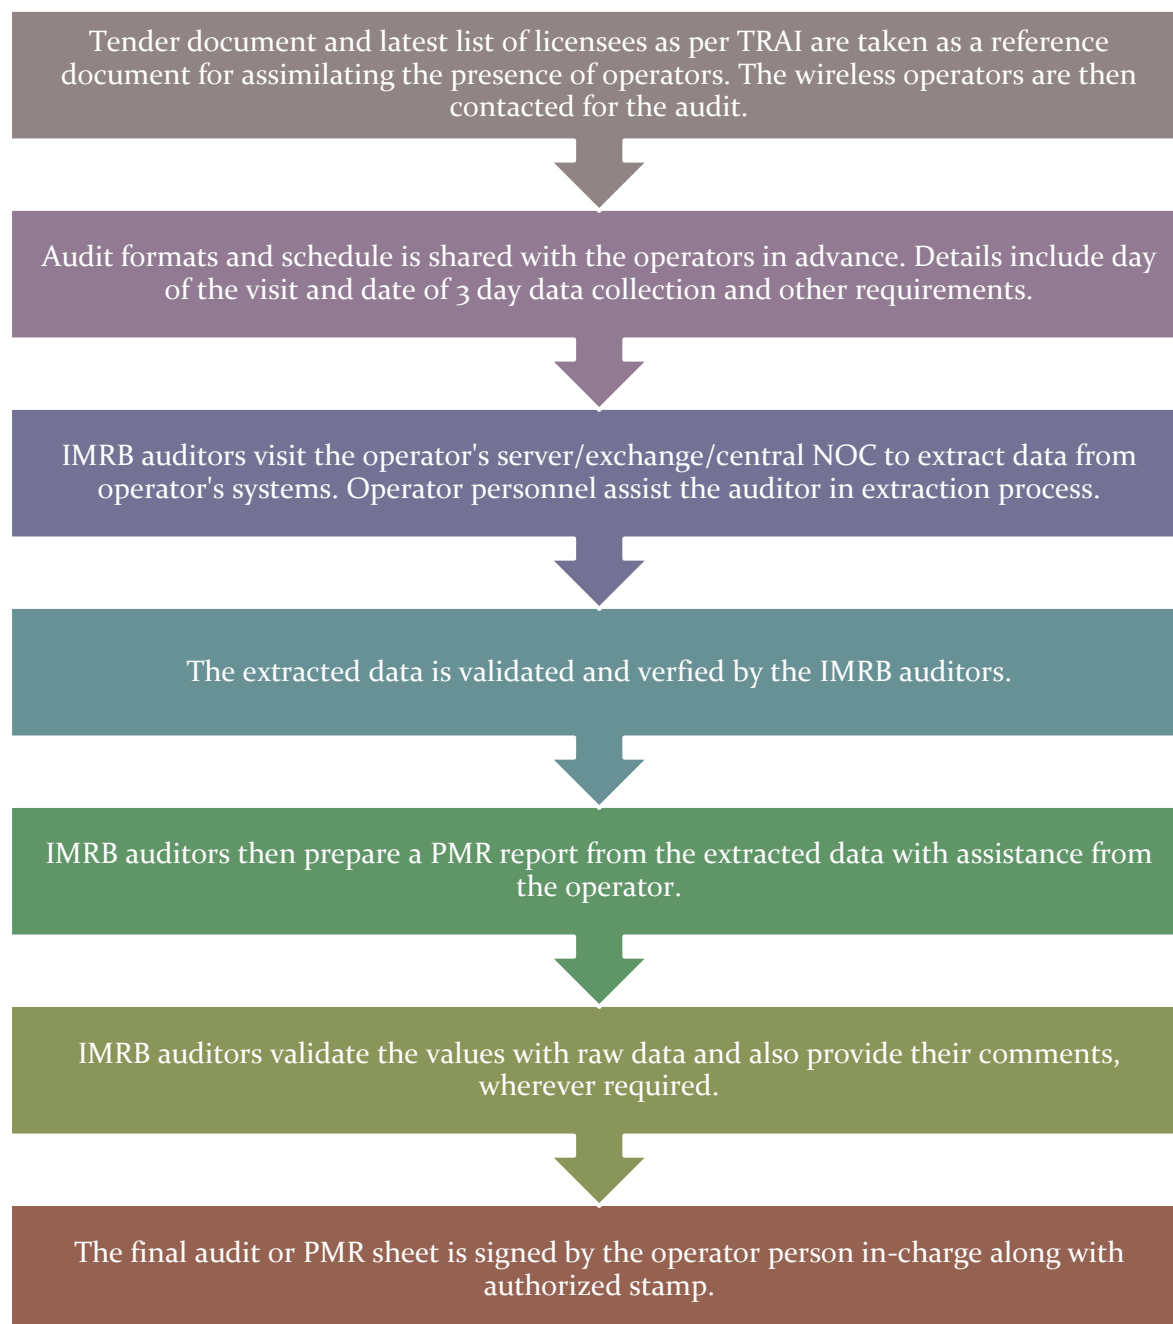 Tender document and latest list of licensees as per TRAI are taken as a reference
document for assimilating the presence of operators. The wireless operators are then
contacted for the audit.
Audit formats and schedule is shared with the operators in advance. Details include day
of the visit and date of 3 day data collection and other requirements.
IMRB auditors visit the operator's server/exchange/central NOC to extract data from
operator's systems. Operator personnel assist the auditor in extraction process.
The extracted data is validated and verfied by the IMRB auditors.
IMRB auditors then prepare a PMR report from the extracted data with assistance from
the operator.
IMRB auditors validate the values with raw data and also provide their comments,
wherever required.
The final audit or PMR sheet is signed by the operator person in-charge along with
authorized stamp.